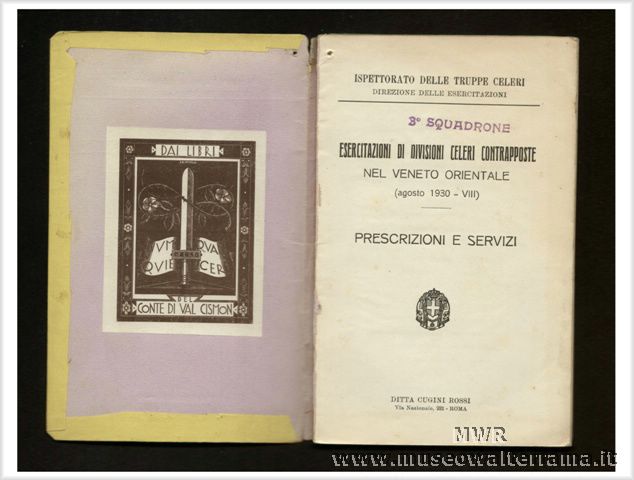 DAI LIBRI
DEL
CONTE DI VAL CISMON
ISPETTORATO DELLE TRUPPE CELERI
DIREZIONE DELLE ESERCITAZIONI
3º SQUADRONE
ESERCITAZIONI DI DIVISIONI CELERI CONTRAPPOSTE
NEL VENETO ORIENTALE
(agosto 1930 - VIII)
PRESCRIZIONI E SERVIZI
DITTA CUGINI ROSSI
Via Nazionale, - ROMA
MWR
www.museowalterrama.it